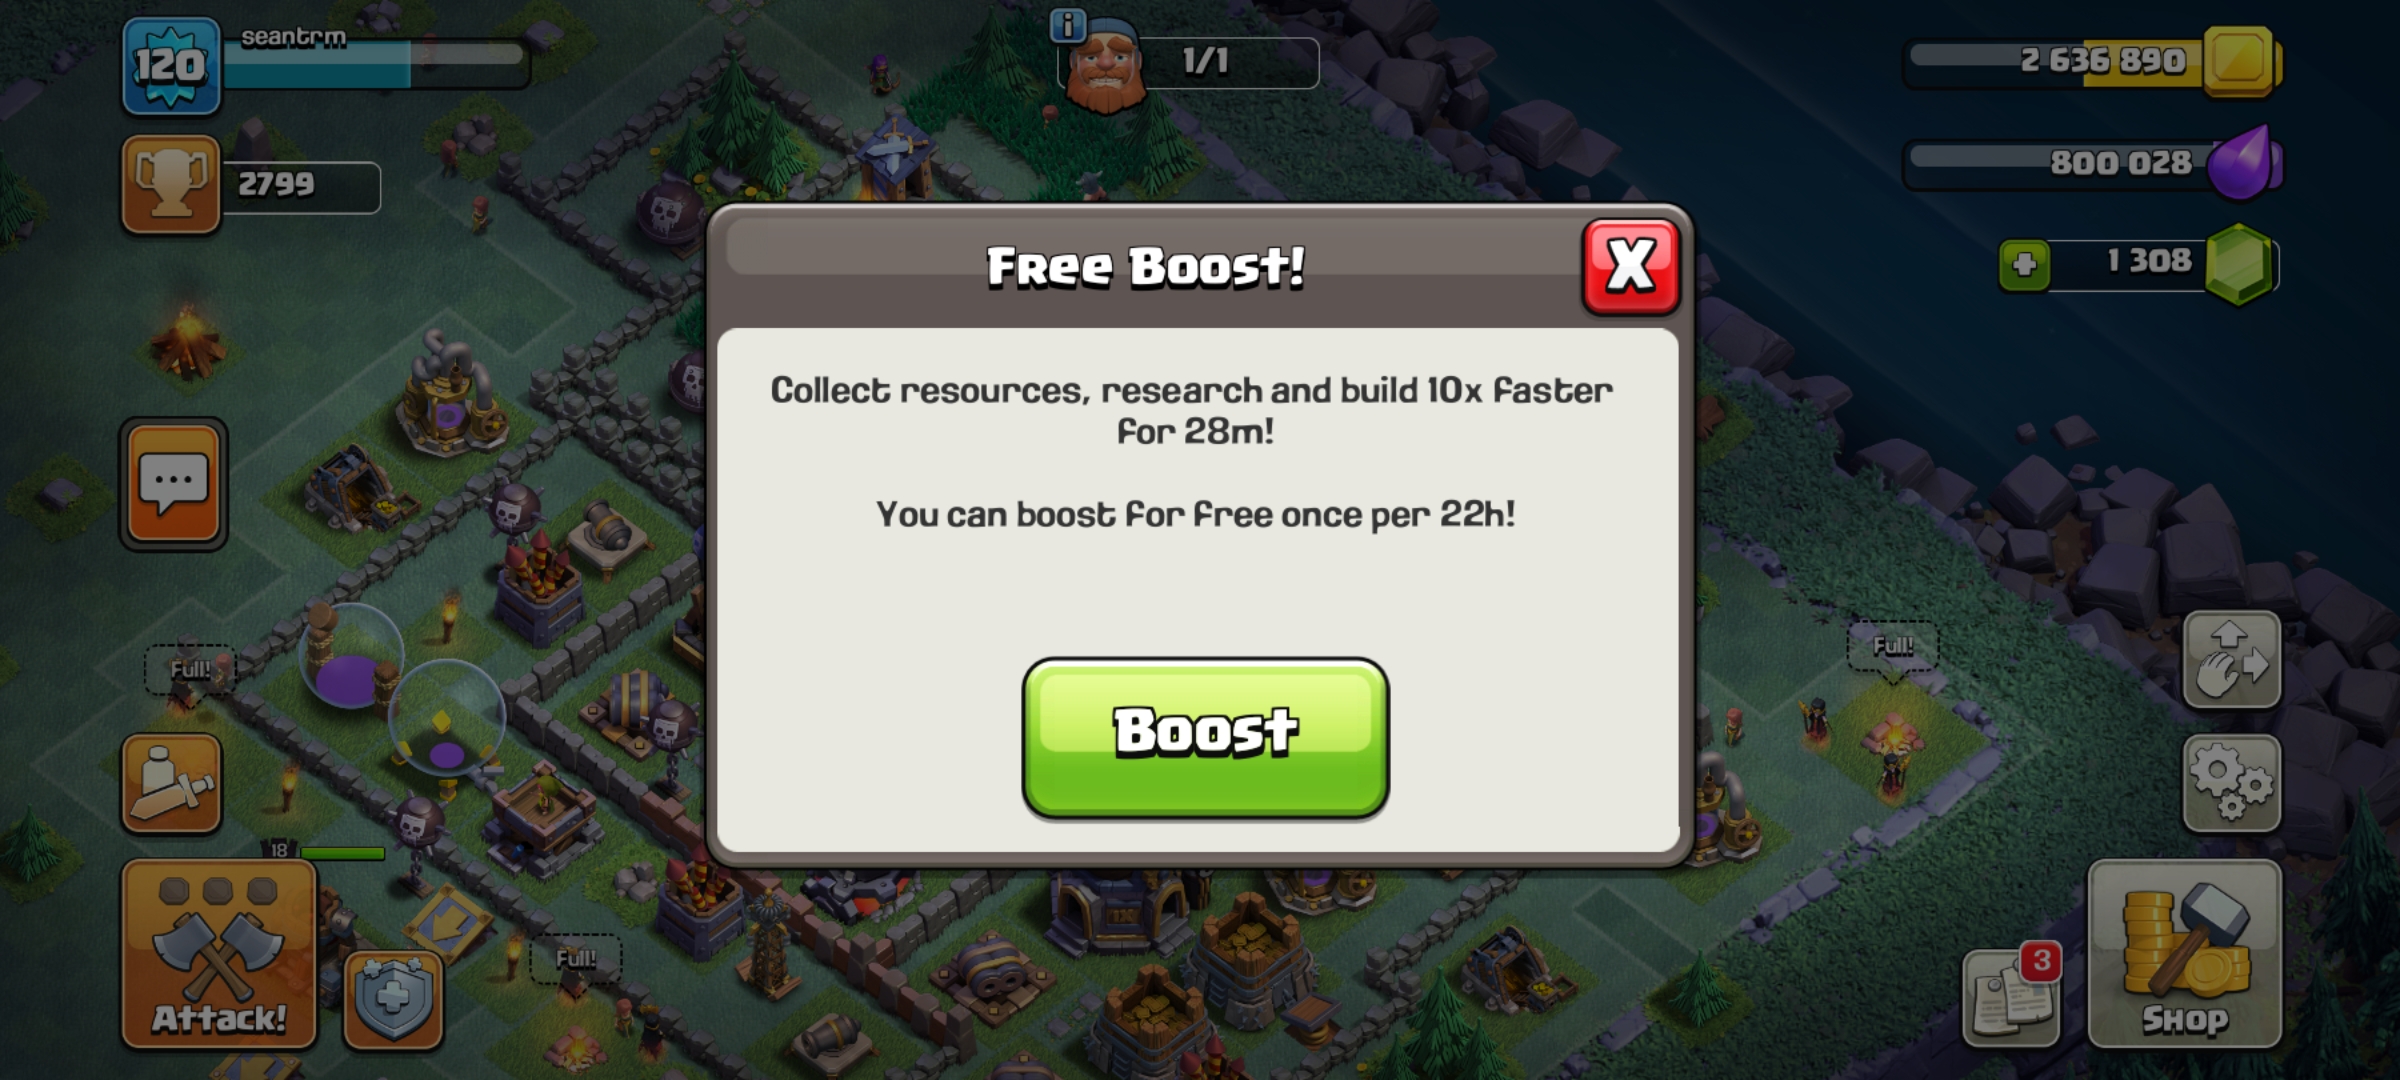 120
seantrm
i
1/1
2 636 890
2799
800 028
+
1 308
Free Boost!
X
Collect resources, research and build 10x faster
for 28m!
You can boost for free once per 22h!
Full!
Full!
Boost
18
Full!
3
Attack!
Shop